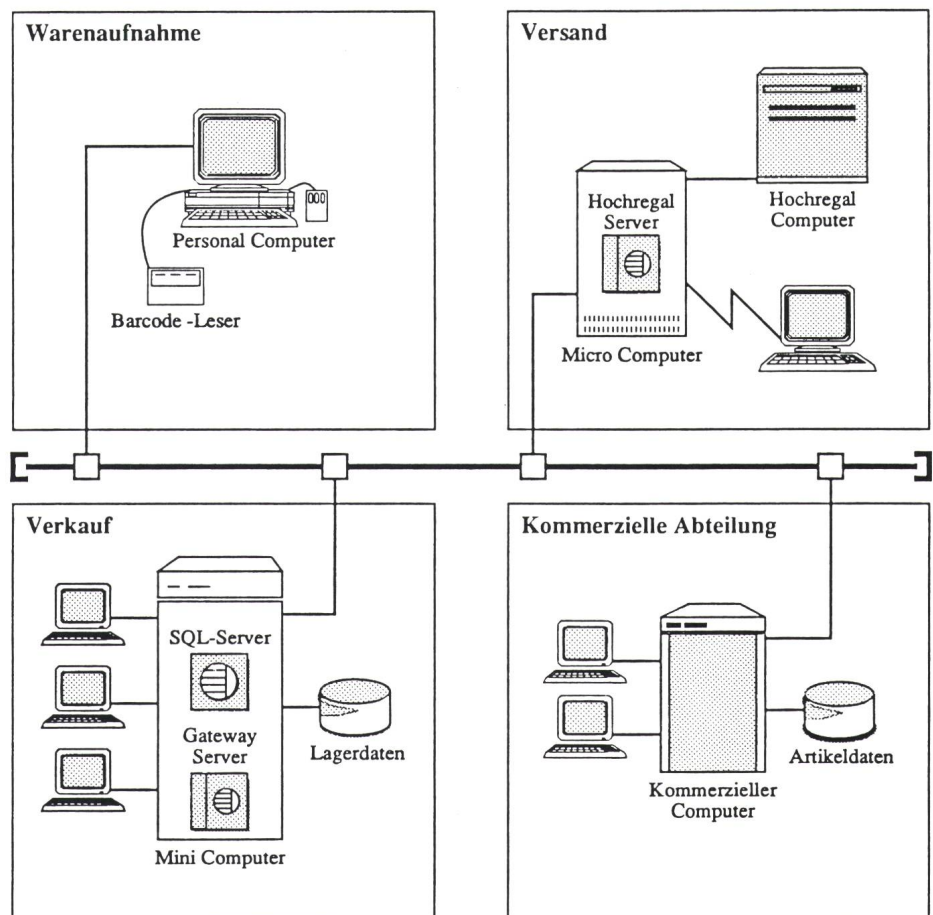 Warenaufnahme
Personal Computer
Barcode -Leser
Versand
Hochregal
Server
Micro Computer
Hochregal
Computer
Verkauf
SQL-Server
Gateway
Server
Mini Computer
Lagerdaten
Kommerzielle Abteilung
Kommerzieller
Computer
Artikeldaten